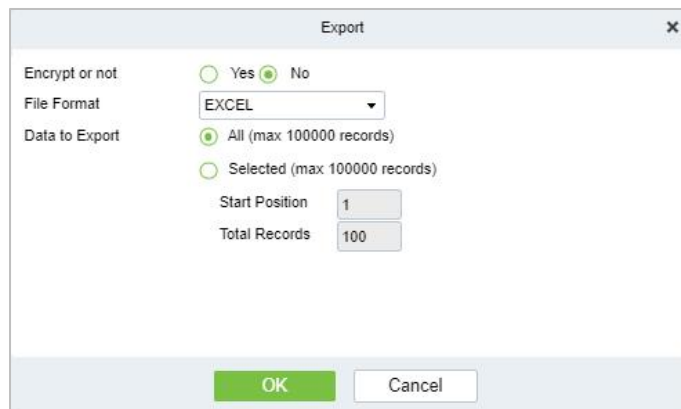 Export
Encrypt or not Yes No
File Format EXCEL
Data to Export All (max 100000 records)
Selected (max 100000 records)
Start Position 1
Total Records 100
OK Cancel